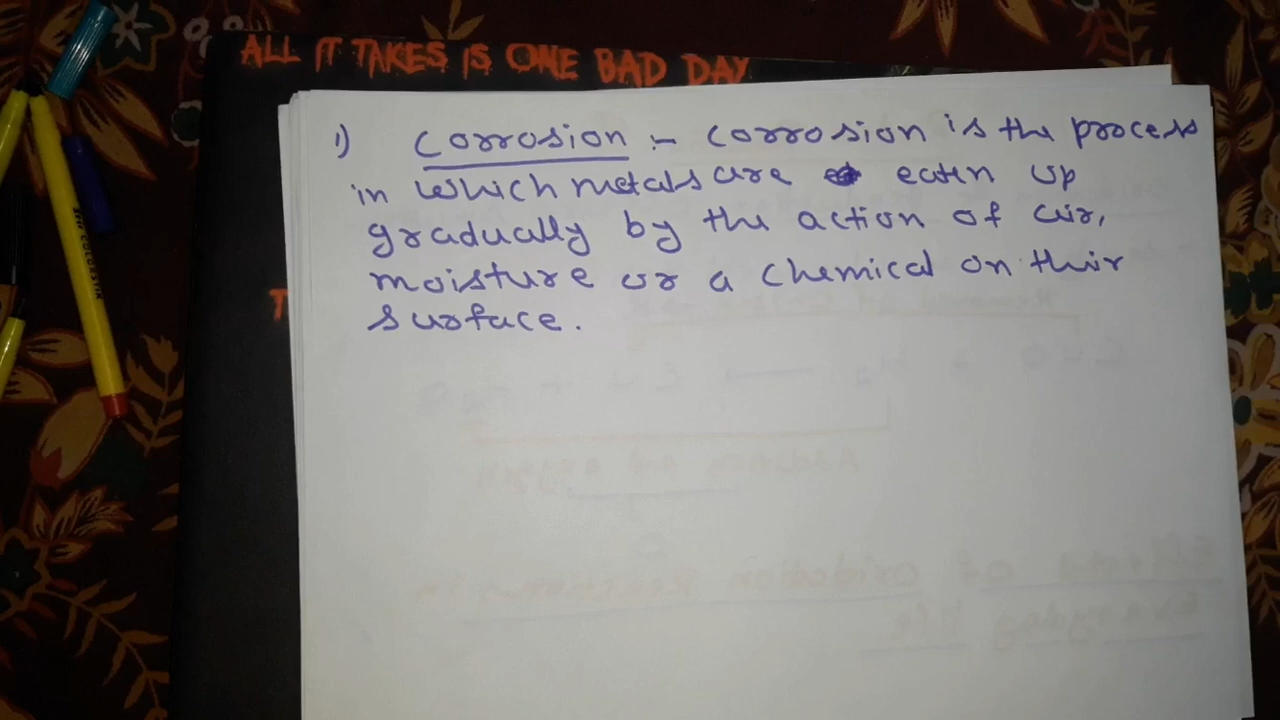 ALL IT TAKES IS ONE BAD DAY
1) Corrosion :- Corrosion is the process
in which metals are eaten up
gradually by the action of air,
moisture or a chemical on thir
surface.
T